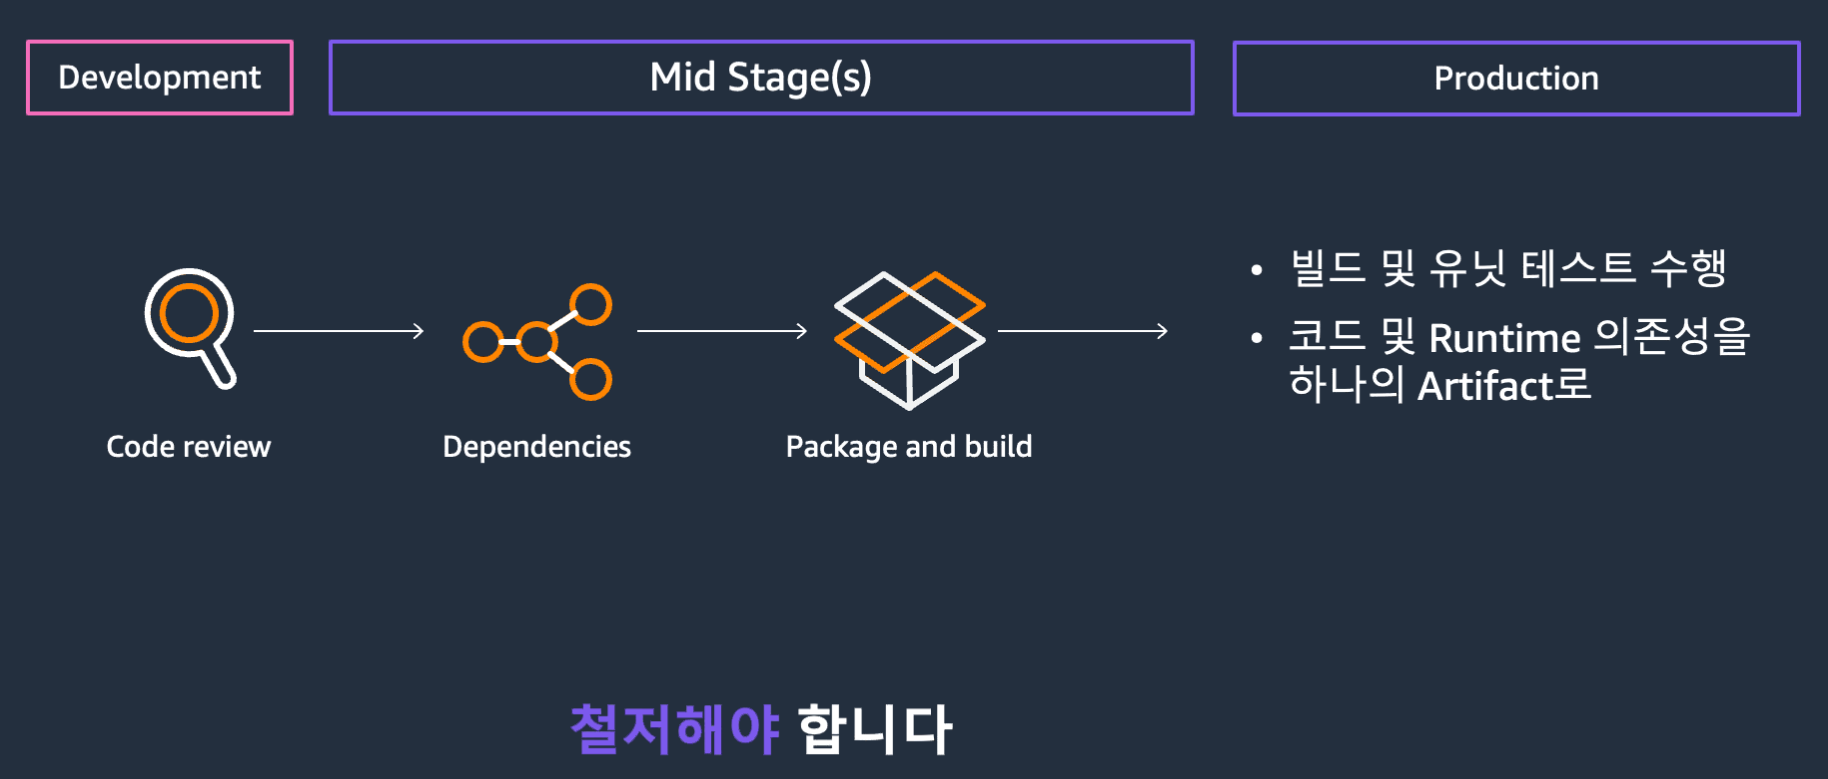 Development
Mid Stage(s)
Production
• 빌드 및 유닛 테스트 수행
• 코드 및 Runtime 의존성을
하나의 Artifact로
Code review
Dependencies
Package and build
철저해야 합니다